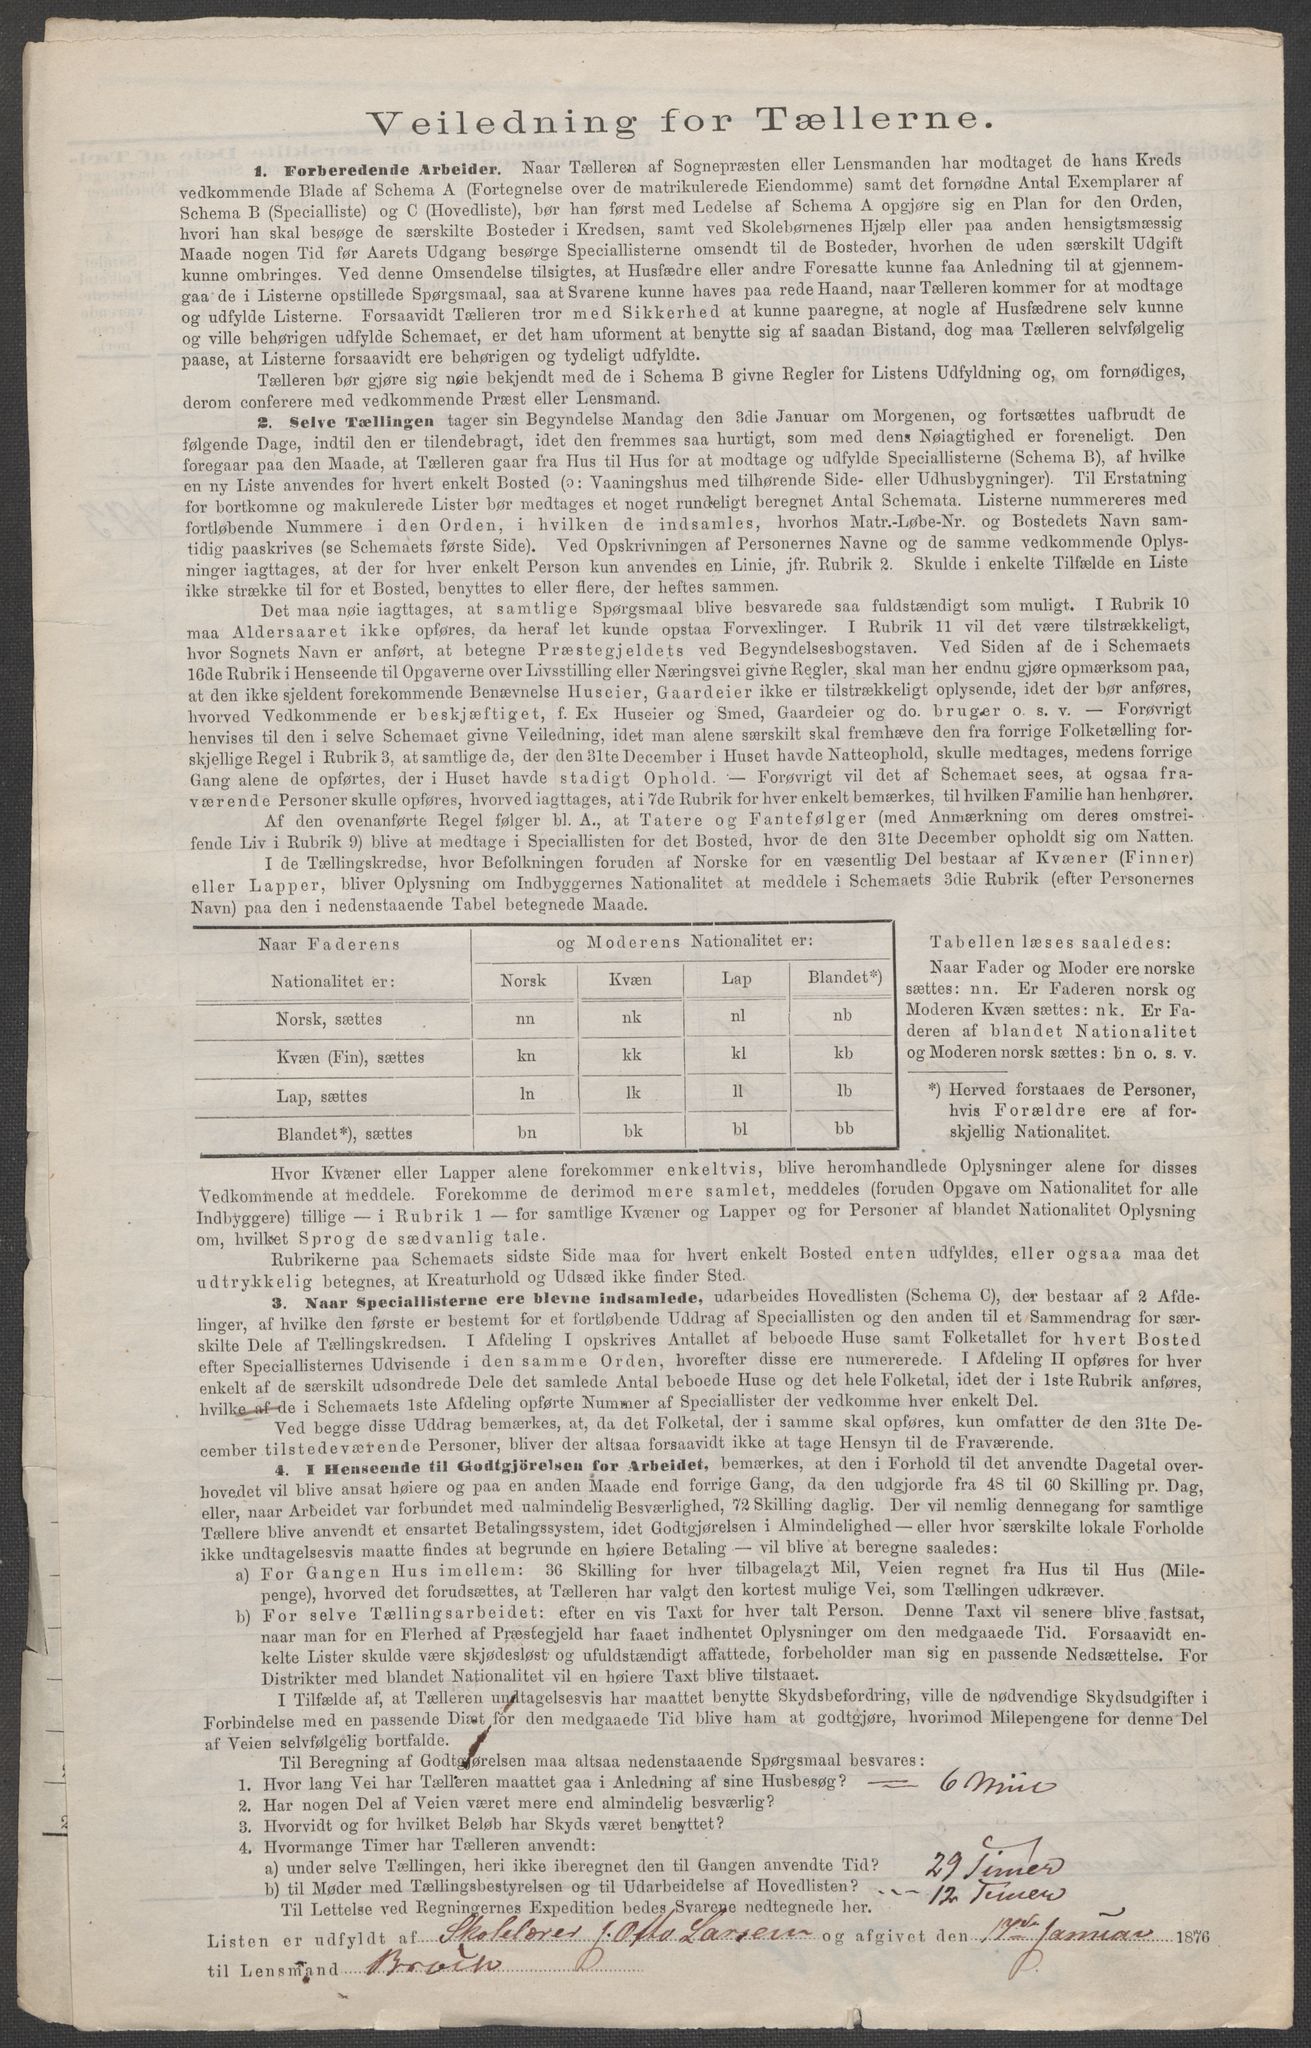 Veiledning for Tællerne.
1. Forberedende Arbeider. Naar Tælleren af Sognepræsten eller Lensmanden har modtaget de hans Kreds
vedkommende Blade af Schema A (Fortegnelse over de matrikulerede Eiendomme) samt det fornødne Antal Exemplarer af
Schema B (Specialliste) og C (Hovedliste), bør han først med Ledelse af Schema A opgjøre sig en Plan for den Orden,
hvori han skal besøge de særskilte Bosteder i Kredsen, samt ved Skolebørnenes Hjælp eller paa anden hensigtsmæssig
Maade nogen Tid før Aarets Udgang besørge Speciallisterne omsendt til de Bosteder, hvorhen de uden særskilt Udgift
kunne ombringes. Ved denne Omsendelse tilsigtes, at Husfædre eller andre Foresatte kunne faa Anledning til at gjennem-
gaa de i Listerne opstillede Spørgsmaal, saa at Svarene kunne haves paa rede Haand, naar Tælleren kommer for at modtage
og udfylde Listerne. Forsaavidt Tælleren tror med Sikkerhed at kunne paaregne, at nogle af Husfædrene selv kunne
og ville behørigen udfylde Schemaet, er det ham uforment at benytte sig af saadan Bistand, dog maa Tælleren selvfølgelig
paase, at Listerne forsaavidt ere behørigen og tydeligt udfyldte.
Tælleren bør gjøre sig nøie bekjendt med de i Schema B givne Regler for Listens Udfyldning og, om fornødiges,
derom conferere med vedkommende Præst eller Lensmand.
2. Selve Tællingen tager sin Begyndelse Mandag den 3die Januar om Morgenen, og fortsættes uafbrudt de
følgende Dage, indtil den er tilendebragt, idet den fremmes saa hurtigt, som med dens Nøiagtighed er foreneligt. Den
foregaar paa den Maade, at Tælleren gaar fra Hus til Hus for at modtage og udfylde Speciallisterne (Schema B), af hvilke
en ny Liste anvendes for hvert enkelt Bosted (ɔ: Vaaningshus med tilhørende Side- eller Udhusbygninger). Til Erstatning
for bortkomne og makulerede Lister bør medtages et noget rundeligt beregnet Antal Schemata. Listerne nummereres med
fortløbende Nummere i den Orden, i hvilken de indsamles, hvorhos Matr.-Løbe-Nr. og Bostedets Navn sam-
tidig paaskrives (se Schemaets første Side). Ved Opskrivningen af Personernes Navne og de samme vedkommende Oplys-
ninger iagttages, at der for hver enkelt Person kun anvendes en Linie, jfr. Rubrik 2. Skulde i enkelte Tilfælde en Liste
ikke strække til for et Bosted, benyttes to eller flere, der heftes sammen.
Det maa nøie iagttages, at samtlige Spørgsmaal blive besvarede saa fuldstændigt som muligt. I Rubrik 10
maa Aldersaaret ikke opføres, da heraf let kunde opstaa Forvexlinger. I Rubrik 11 vil det være tilstrækkeligt,
hvor Sognets Navn er anført, at betegne Præstegjeldets ved Begyndelsesbogstaven. Ved Siden af de i Schemaets
16de Rubrik i Henseende til Opgaverne over Livsstilling eller Næringsvei givne Regler, skal man her endnu gjøre opmærksom paa,
at den ikke sjeldent forekommende Benævnelse Huseier, Gaardeier ikke er tilstrækkeligt oplysende, idet der bør anføres,
hvorved Vedkommende er beskjæftiget, f. Ex Huseier og Smed, Gaardeier og do. bruger o. s. v. — Forøvrigt
henvises til den i selve Schemaet givne Veiledning, idet man alene særskilt skal fremhæve den fra forrige Folketælling for-
skjellige Regel i Rubrik 3, at samtlige de, der den 31te December i Huset havde Natteophold, skulle medtages, medens forrige
Gang alene de opførtes, der i Huset havde stadigt Ophold. — Forøvrigt vil det af Schemaet sees, at ogsaa fra-
værende Personer skulle opføres, hvorved iagttages, at i 7de Rubrik for hver enkelt bemærkes, til hvilken Familie han henhører.
Af den ovenanførte Regel følger bl. A., at Tatere og Fantefølger (med Anmærkning om deres omstrei-
fende Liv i Rubrik 9) blive at medtage i Speciallisten for det Bosted, hvor de den 31te December opholdt sig om Natten.
I de Tællingskredse, hvor Befolkningen foruden af Norske for en væsentlig Del bestaar af Kvæner (Finner)
eller Lapper, bliver Oplysning om Indbyggernes Nationalitet at meddele i Schemaets 3die Rubrik (efter Personernes
Navn) paa den i nedenstaaende Tabel betegnede Maade.
Naar Faderens og Moderens Nationalitet er:
Nationalitet er: Norsk Kvæn Lap Blandet*)
Norsk, sættes nn nk nl nb
Kvæn (Fin), sættes kn kk kl kb
Lap, sættes ln lk ll lb
Blandet*), sættes bn bk bl bb
Tabellen læses saaledes:
Naar Fader og Moder ere norske
sættes: nn. Er Faderen norsk og
Moderen Kvæn sættes: nk. Er Fa-
deren af blandet Nationalitet
og Moderen norsk sættes: bn o. s. v.
*) Herved forstaaes de Personer,
hvis Forældre ere af for-
skjellig Nationalitet.
Hvor Kvæner eller Lapper alene forekommer enkeltvis, blive heromhandlede Oplysninger alene for disses
Vedkommende at meddele. Forekomme de derimod mere samlet, meddeles (foruden Opgave om Nationalitet for alle
Indbyggere) tillige — i Rubrik 1 — for samtlige Kvæner og Lapper og for Personer af blandet Nationalitet Oplysning
om, hvilket Sprog de sædvanlig tale.
Rubrikerne paa Schemaets sidste Side maa for hvert enkelt Bosted enten udfyldes, eller ogsaa maa det
udtrykkelig betegnes, at Kreaturhold og Udsæd ikke finder Sted.
3. Naar Speciallisterne ere blevne indsamlede, udarbeides Hovedlisten (Schema C), der bestaar af 2 Afde-
linger, af hvilke den første er bestemt for et fortløbende Uddrag af Speciallisten og den anden til et Sammendrag for sær-
skilte Dele af Tællingskredsen. I Afdeling I opskrives Antallet af beboede Huse samt Folketallet for hvert Bosted
efter Speciallisternes Udvisende i den samme Orden, hvorefter disse ere numererede. I Afdeling II opføres for hver
enkelt af de særskilt udsondrede Dele det samlede Antal beboede Huse og det hele Folketal, idet der i 1ste Rubrik anføres,
hvilke af de i Schemaets 1ste Afdeling opførte Nummer af Speciallister der vedkomme hver enkelt Del.
Ved begge disse Uddrag bemærkes, at, da det Folketal, der i samme skal opføres, kun omfatter de den 31te De-
cember tilstedeværende Personer, bliver der altsaa forsaavidt ikke at tage Hensyn til de Fraværende.
4. I Henseende til Godtgjörelsen for Arbeidet, bemærkes, at den i Forhold til det anvendte Dagetal over-
hovedet vil blive ansat høiere og paa en anden Maade end forrige Gang, da den udgjorde fra 48 til 60 Skilling pr. Dag,
eller, naar Arbeidet var forbundet med ualmindelig Besværlighed, 72 Skilling daglig. Der vil nemlig dennegang for samtlige
Tællere blive anvendt et ensartet Betalingssystem, idet Godtgjørelsen i Almindelighed — eller hvor særskilte lokale Forholde
ikke undtagelsesvis maatte findes at begrunde en høiere Betaling — vil blive at beregne saaledes:
a) For Gangen Hus imellem: 36 Skilling for hver tilbagelagt Mil, Veien regnet fra Hus til Hus (Mile-
penge), hvorved det forudsættes, at Tælleren har valgt den kortest mulige Vei, som Tællingen udkræver.
b) For selve Tællingsarbeidet: efter en vis Taxt for hver talt Person. Denne Taxt vil senere blive fastsat,
naar man for en Flerhed af Præstegjeld har faaet indhentet Oplysninger om den medgaaede Tid. Forsaavidt en-
kelte Lister skulde være skjødesløst og ufuldstændigt affattede, forbeholder man sig en passende Nedsættelse. For
Distrikter med blandet Nationalitet vil en høiere Taxt blive tilstaaet.
I Tilfælde af, at Tælleren undtagelsesvis har maattet benytte Skydsbefordring, ville de nødvendige Skydsudgifter i
Forbindelse med en passende Diæt for den medgaaede Tid blive ham at godtgjøre, hvorimod Milepengene for denne Del
af Veien selvfølgelig bortfalde.
Til Beregning af Godtgjørelsen maa altsaa nedenstaaende Spørgsmaal besvares:
1. Hvor lang Vei har Tælleren maattet gaa i Anledning af sine Husbesøg? = 6 Miil
2. Har nogen Del af Veien været mere end almindelig besværlig?
3. Hvorvidt og for hvilket Beløb har Skyds været benyttet?
4. Hvormange Timer har Tælleren anvendt:
a) under selve Tællingen, heri ikke iberegnet den til Gangen anvendte Tid? 29 Timer
b) til Møder med Tællingsbestyrelsen og til Udarbeidelse af Hovedlisten? 12 Timer
Til Lettelse ved Regningernes Expedition bedes Svarene nedtegnede her.
Listen er udfyldt af Skolelærer J. Otto Larsen og afgivet den Januar 1876
til Lensmand Broch